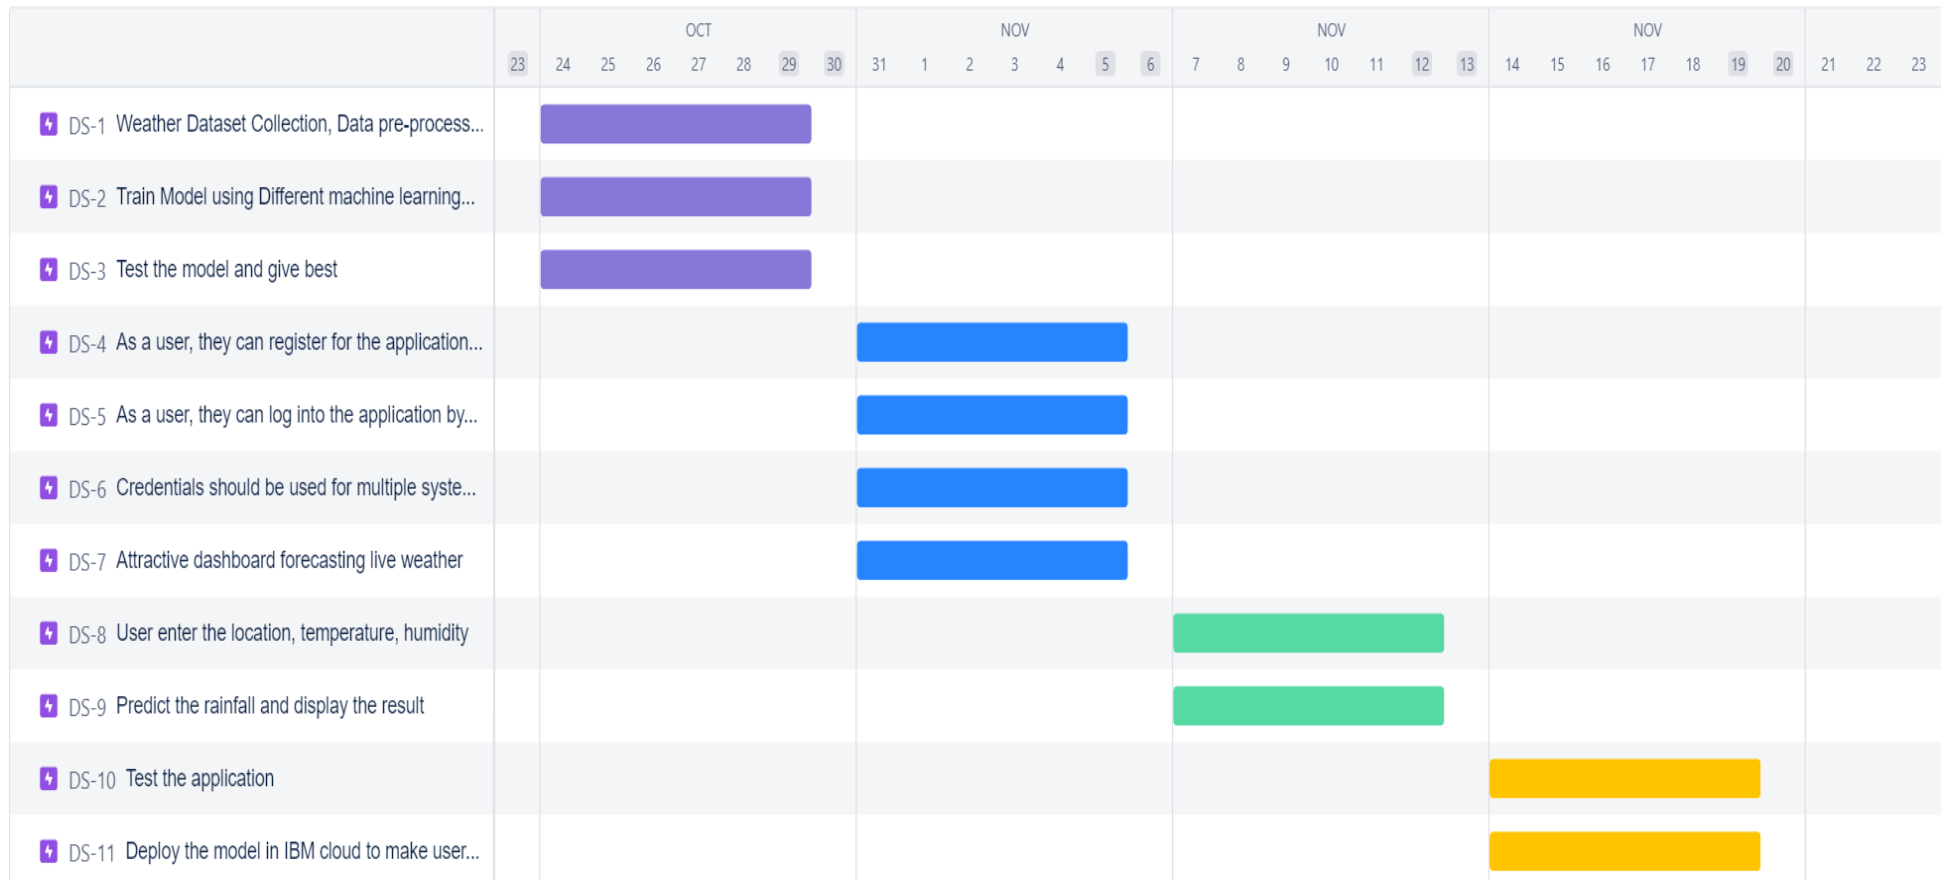 OCT NOV NOV NOV
23 24 25 26 27 28 29 30 31 1 2 3 4 5 6 7 8 9 10 11 12 13 14 15 16 17 18 19 20 21 22 23
DS-1 Weather Dataset Collection, Data pre-process...
DS-2 Train Model using Different machine learning...
DS-3 Test the model and give best
DS-4 As a user, they can register for the application...
DS-5 As a user, they can log into the application by...
DS-6 Credentials should be used for multiple syste...
DS-7 Attractive dashboard forecasting live weather
DS-8 User enter the location, temperature, humidity
DS-9 Predict the rainfall and display the result
DS-10 Test the application
DS-11 Deploy the model in IBM cloud to make user...